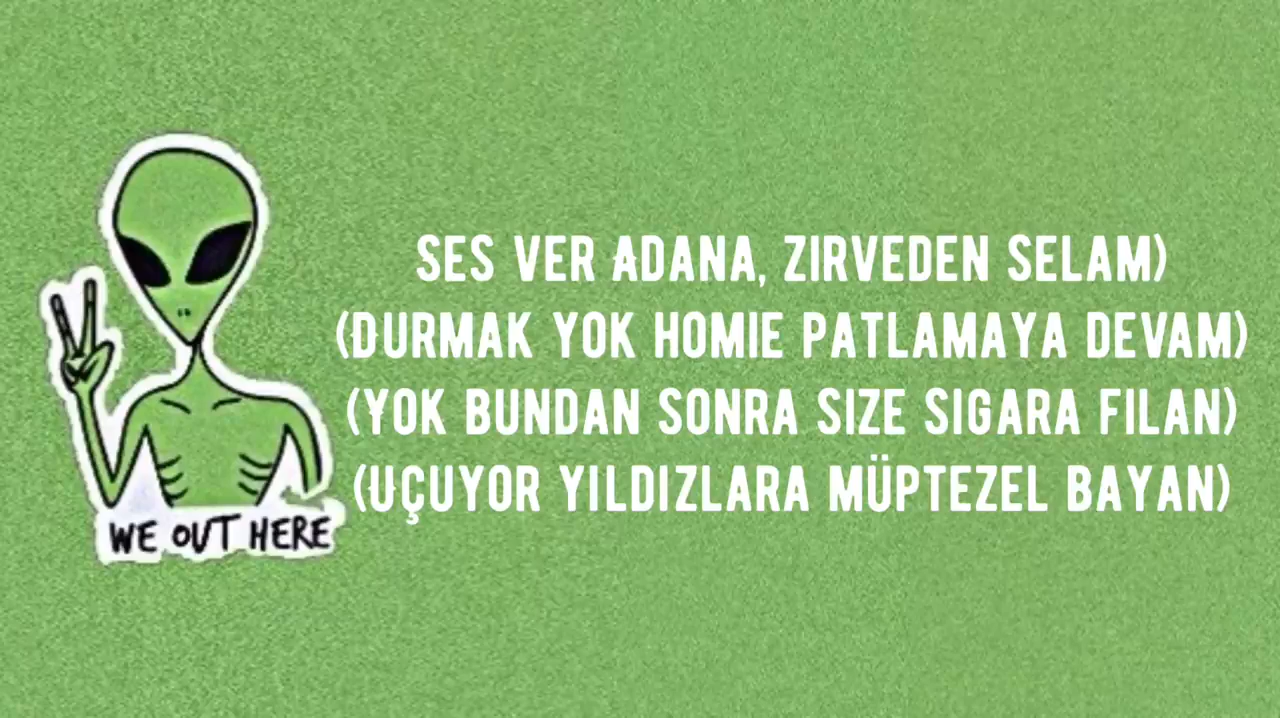 WE OUT HERE
SES VER ADANA, ZIRVEDEN SELAM)
(DURMAK YOK HOMIE PATLAMAYA DEVAM)
(YOK BUNDAN SONRA SIZE SIGARA FILAN)
(UÇUYOR YILDIZLARA MÜPTEZEL BAYAN)